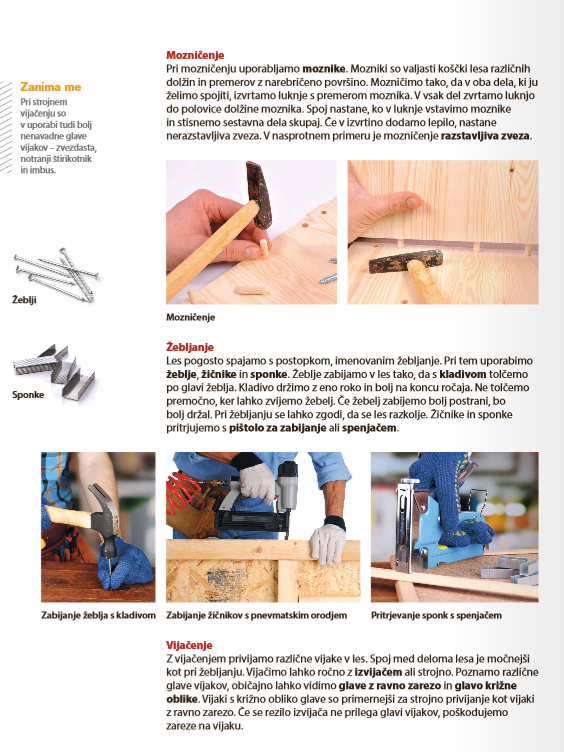 Mozničenje
Pri mozničenju uporabljamo moznike. Mozniki so valjasti koščki lesa različnih
dolžin in premerov z narebričeno površino. Mozničimo tako, da v oba dela, ki ju
želimo spojiti, izvrtamo luknje s premerom moznika. V vsak del zvrtamo luknjo
do polovice dolžine moznika. Spoj nastane, ko v luknje vstavimo moznike
in stisnemo sestavna dela skupaj. Če v izvrtino dodamo lepilo, nastane
nerazstavljiva zveza. V nasprotnem primeru je mozničenje razstavljiva zveza.
Zanima me
Pri strojnem
vijačenju so
v uporabi tudi bolj
nenavadne glave
vijakov – zvezdasta,
notranji štirikotnik
in imbus.
Žeblji
Mozničenje
Žebljanje
Les pogosto spajamo s postopkom, imenovanim žebljanje. Pri tem uporabimo
žeblje, žičnike in sponke. Žeblje zabijamo v les tako, da s kladivom tolčemo
po glavi žeblja. Kladivo držimo z eno roko in bolj na koncu ročaja. Ne tolčemo
premočno, ker lahko zvijemo žebelj. Če žebelj zabijemo bolj postrani, bo
bolj držal. Pri žebljanju se lahko zgodi, da se les razkolje. Žičnike in sponke
pritrjujemo s pištolo za zabijanje ali spenjačem.
Sponke
Zabijanje žeblja s kladivom
Zabijanje žičnikov s pnevmatskim orodjem
Pritrjevanje sponk s spenjačem
Vijačenje
Z vijačenjem privijamo različne vijake v les. Spoj med deloma lesa je močnejši
kot pri žebljanju. Vijačimo lahko ročno z izvijačem ali strojno. Poznamo različne
glave vijakov, običajno lahko vidimo glave z ravno zarezo in glavo križne
oblike. Vijaki s križno obliko glave so primernejši za strojno privijanje kot vijaki
z ravno zarezo. Če se rezilo izvijača ne prilega glavi vijakov, poškodujemo
zareze na vijaku.